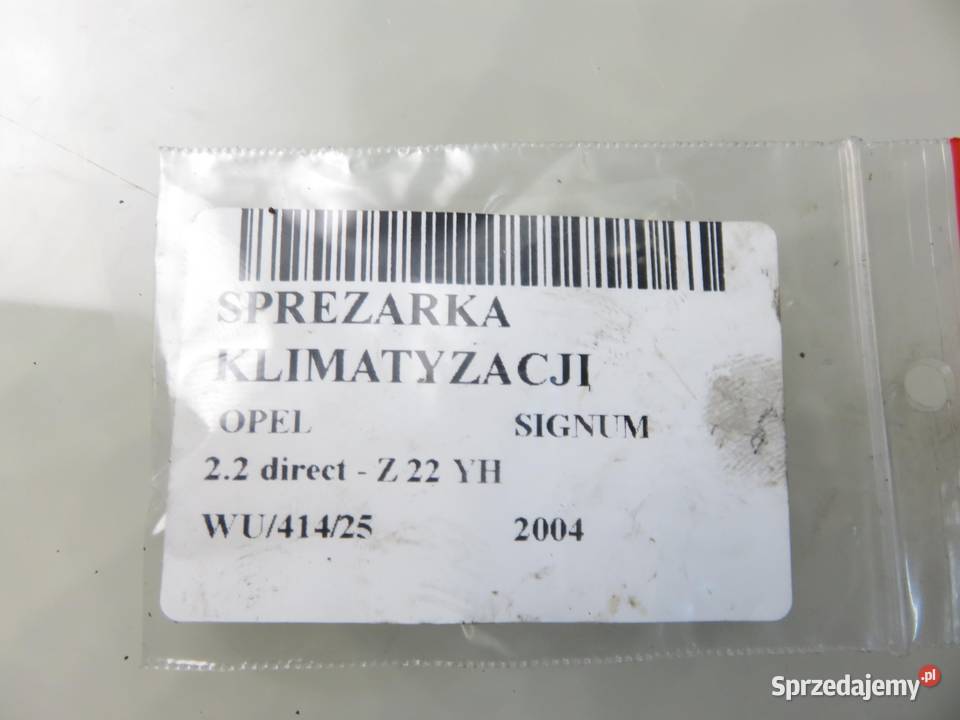 SPREZARKA
KLIMATYZACJI
OPEL SIGNUM
2.2 direct - Z 22 YH
WU/414/25 2004
Sprzedajemy.pl